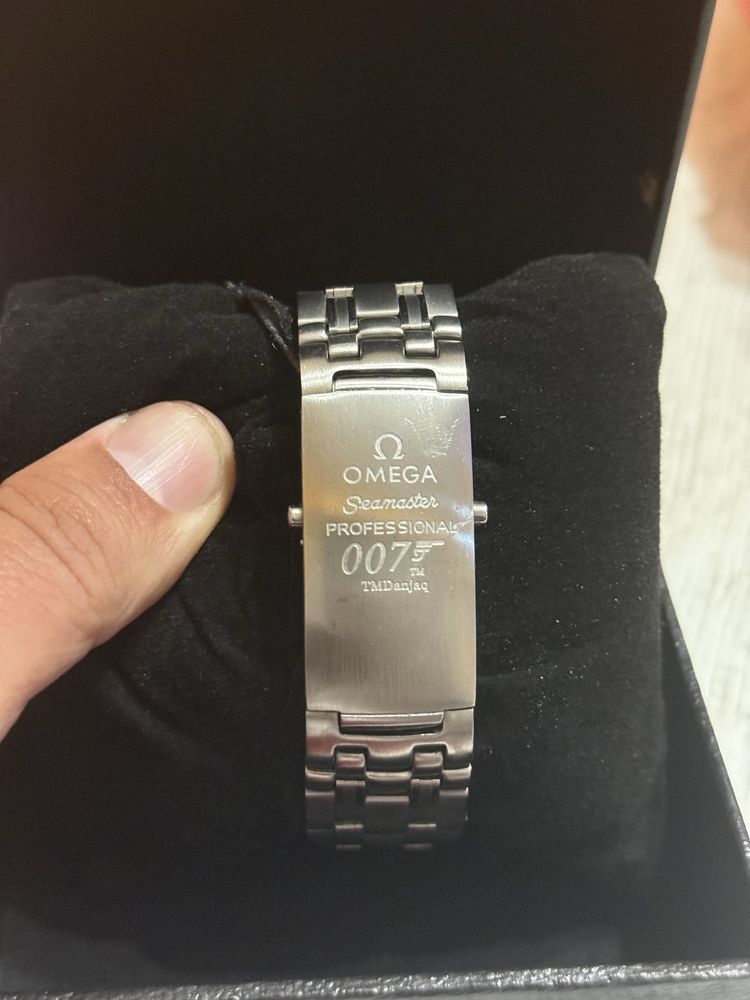 Ω
OMEGA
Seamaster
PROFESSIONAL
007
TM
TMDanjaq